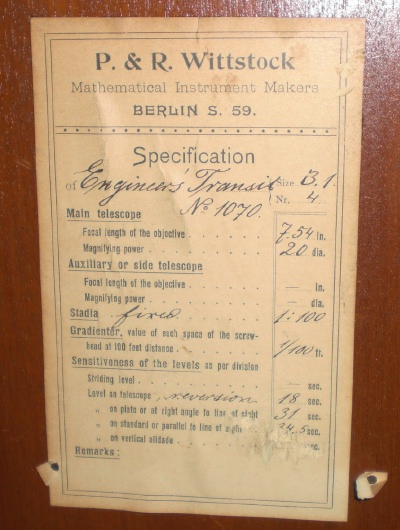 P. & R. Wittstock
Mathematical Instrument Makers
BERLIN S. 59.
Specification
of Engineer's Transit Size B.1.
No 1070. Nr. 4
Main telescope
Focal length of the objective . . . . . . 7.54 in.
Magnifying power . . . . . . . . 20 dia.
Auxiliary or side telescope
Focal length of the objective . . . . . . — in.
Magnifying power . . . . . . . . — dia.
Stadia fixed . . . . . . . . 1:100
Gradienter, value of each space of the screw-
head at 100 feet distance . . . . . . . 1/100 ft.
Sensitiveness of the levels as per division
Striding level . . . . . . . . . — sec.
Level on telescope, reversion 18 sec.
„ on plate or at right angle to line of sight 31 sec.
„ on standard or parallel to line of sight 34.5 sec.
„ on vertical alidade . . . sec.
Remarks: